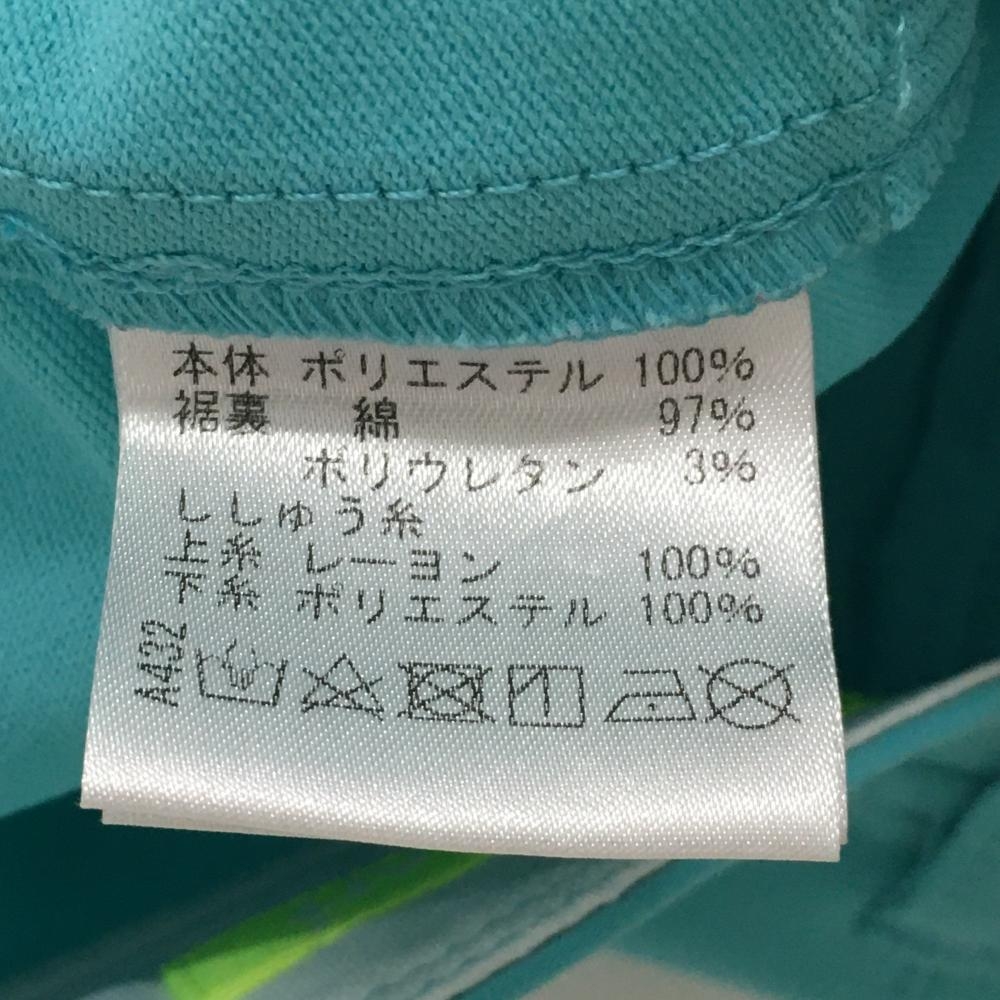 本体 ポリエステル 100%
裾裏 綿 97%
ポリウレタン 3%
ししゅう糸
上糸 レーヨン 100%
下糸 ポリエステル 100%
A432